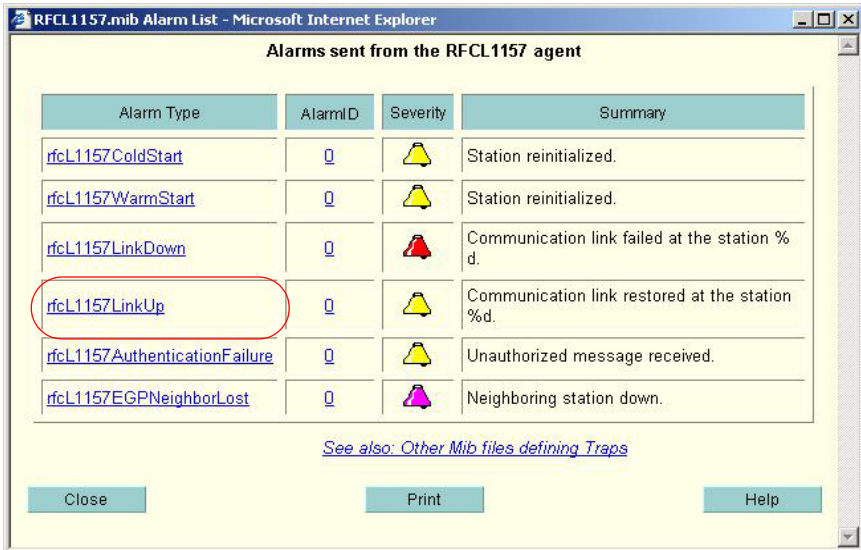 RFCL1157.mib Alarm List - Microsoft Internet Explorer
Alarms sent from the RFCL1157 agent
Alarm Type AlarmID Severity Summary
rfcL1157ColdStart 0 Station reinitialized.
rfcL1157WarmStart 0 Station reinitialized.
rfcL1157LinkDown 0 Communication link failed at the station %
d.
rfcL1157LinkUp 0 Communication link restored at the station
%d.
rfcL1157AuthenticationFailure 0 Unauthorized message received.
rfcL1157EGPNeighborLost 0 Neighboring station down.
See also: Other Mib files defining Traps
Close Print Help